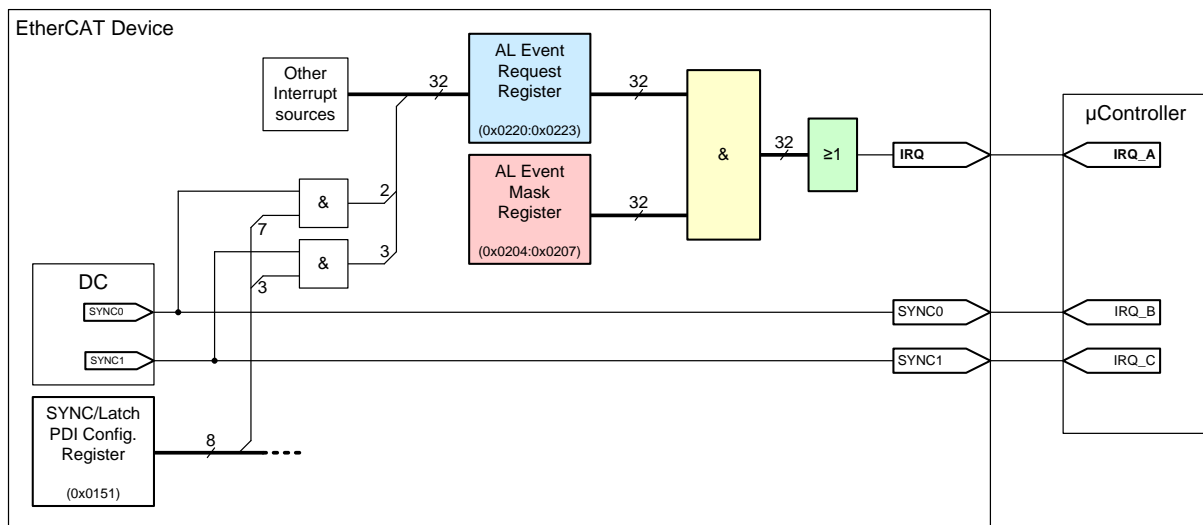 EtherCAT Device
Other
Interrupt
sources
32
AL Event
Request
Register
(0x0220:0x0223)
32
AL Event
Mask
Register
(0x0204:0x0207)
32
&
32
≥1
IRQ
µController
IRQ_A
&
2
7
&
3
3
DC
SYNC0
SYNC1
SYNC0
IRQ_B
SYNC1
IRQ_C
SYNC/Latch
PDI Config.
Register
(0x0151)
8